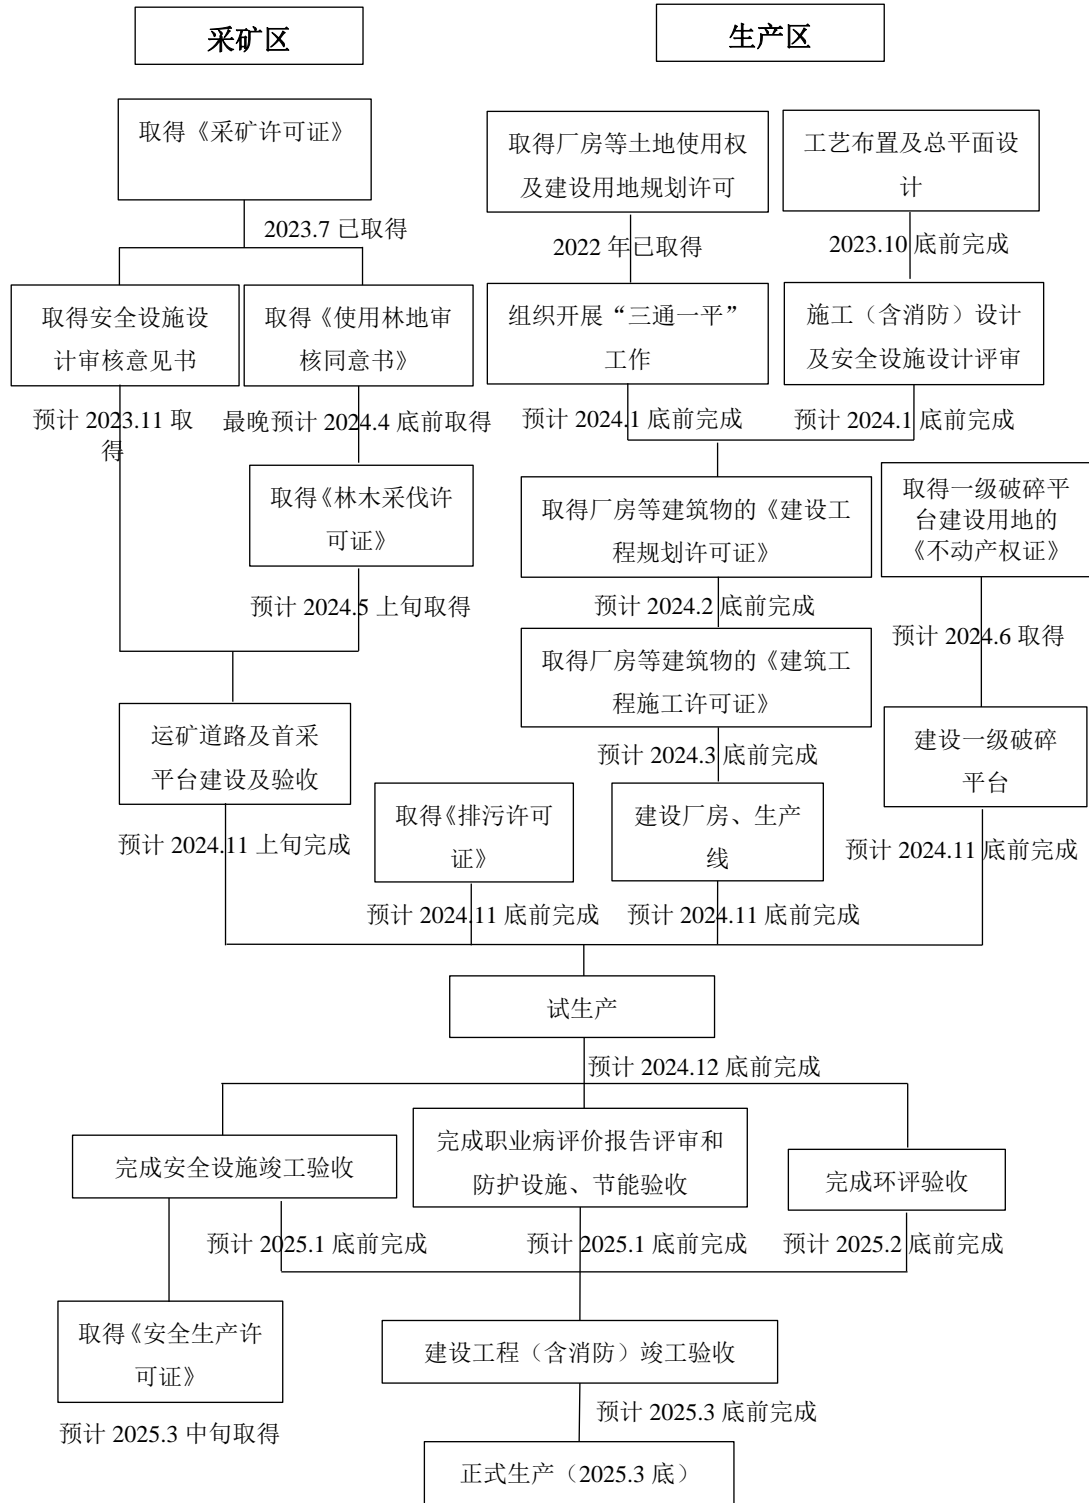 采矿区
生产区
取得《采矿许可证》
取得厂房等土地使用权
及建设用地规划许可
工艺布置及总平面设
计
2023.7 已取得
2022 年已取得
2023.10 底前完成
取得安全设施设
计审核意见书
取得《使用林地审
核同意书》
组织开展“三通一平”
工作
施工（含消防）设计
及安全设施设计评审
预计 2023.11 取
得
最晚预计 2024.4 底前取得
预计 2024.1 底前完成
预计 2024.1 底前完成
取得《林木采伐许
可证》
取得厂房等建筑物的《建设工
程规划许可证》
取得一级破碎平
台建设用地的
《不动产权证》
预计 2024.5 上旬取得
预计 2024.2 底前完成
预计 2024.6 取得
取得厂房等建筑物的《建筑工
程施工许可证》
运矿道路及首采
平台建设及验收
建设一级破碎
平台
预计 2024.3 底前完成
取得《排污许可
证》
建设厂房、生产
线
预计 2024.11 上旬完成
预计 2024.11 底前完成
预计 2024.11 底前完成
预计 2024.11 底前完成
试生产
预计 2024.12 底前完成
完成安全设施竣工验收
完成职业病评价报告评审和
防护设施、节能验收
完成环评验收
预计 2025.1 底前完成
预计 2025.1 底前完成
预计 2025.2 底前完成
取得《安全生产许
可证》
建设工程（含消防）竣工验收
预计 2025.3 中旬取得
预计 2025.3 底前完成
正式生产（2025.3 底）